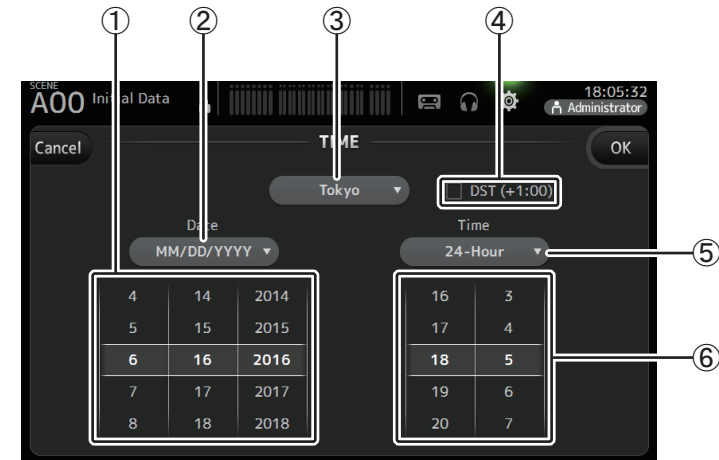 ① ② ③ ④
SCENE
A00 Initial Data 18:05:32
Administrator
Cancel TIME OK
Tokyo ▼ DST (+1:00)
Date Time
MM/DD/YYYY ▼ 24-Hour ▼ ⑤
4 14 2014 16 3
5 15 2015 17 4
6 16 2016 18 5 ⑥
7 17 2017 19 6
8 18 2018 20 7